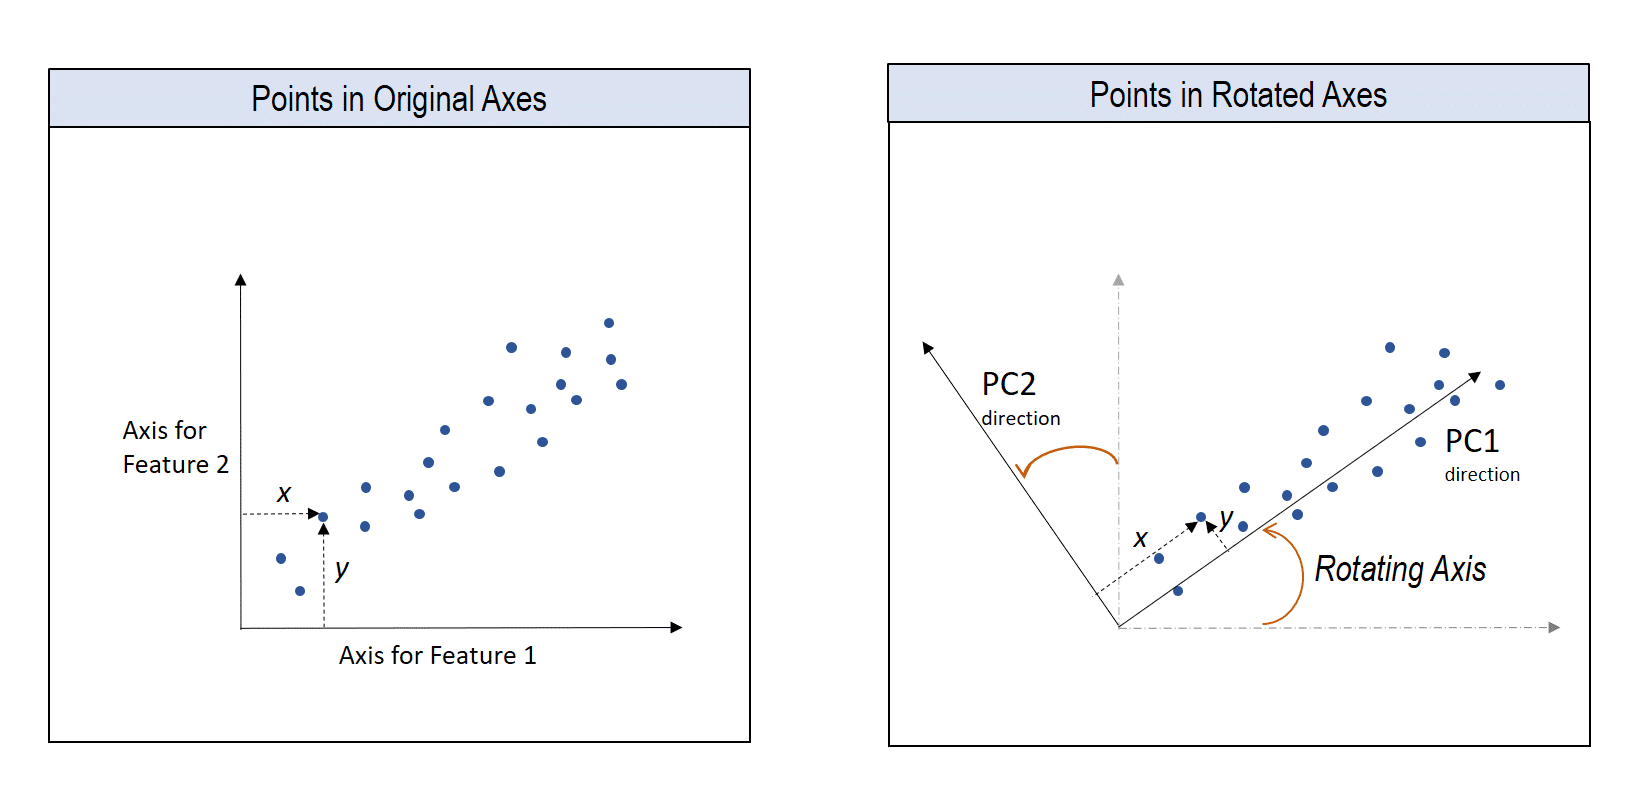 Points in Original Axes
Axis for
Feature 2
x
y
Axis for Feature 1
Points in Rotated Axes
PC2
direction
PC1
direction
x
y
Rotating Axis